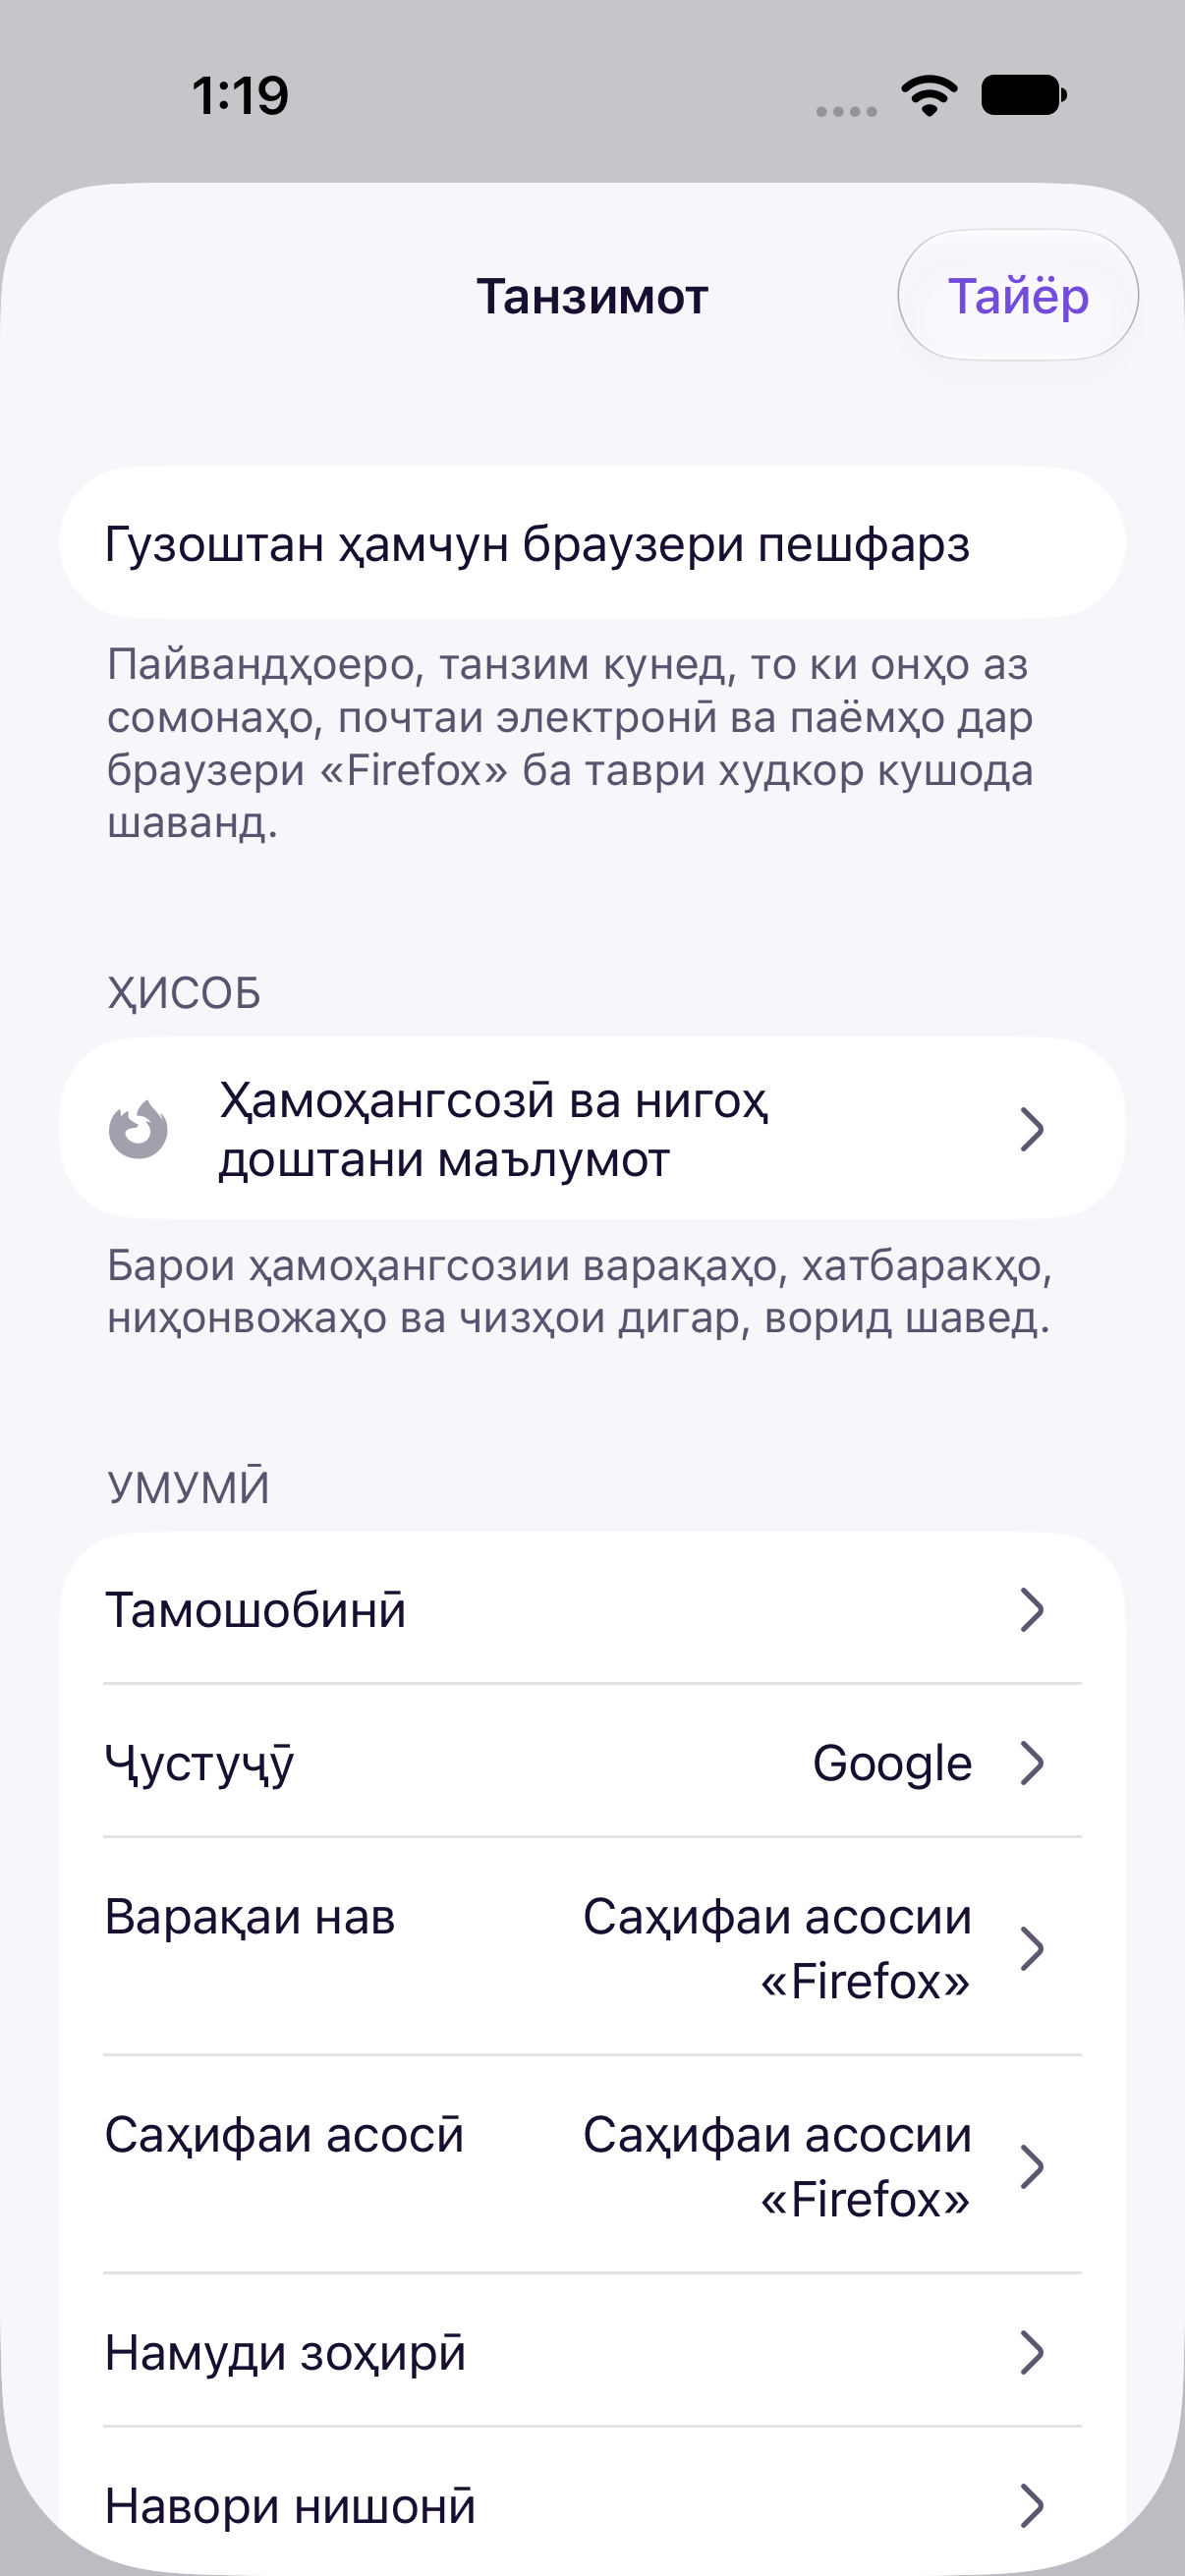 1:19
Танзимот
Тайёр
Гузоштан ҳамчун браузери пешфарз
Пайвандҳоеро, танзим кунед, то ки онҳо аз
сомонаҳо, почтаи электронӣ ва паёмҳо дар
браузери «Firefox» ба таври худкор кушода
шаванд.
ҲИСОБ
Ҳамоҳангсозӣ ва нигоҳ
доштани маълумот
Барои ҳамоҳангсозии варақаҳо, хатбаракҳо,
ниҳонвожаҳо ва чизҳои дигар, ворид шавед.
УМУМӢ
Тамошобинӣ
Ҷустуҷӯ
Google
Варақаи нав
Саҳифаи асосии
«Firefox»
Саҳифаи асосӣ
Саҳифаи асосии
«Firefox»
Намуди зоҳирӣ
Навори нишонӣ